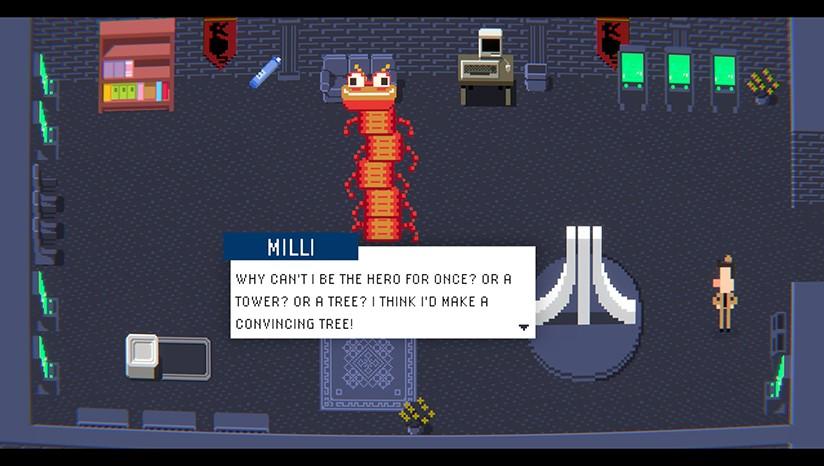 MILLI
WHY CAN'T I BE THE HERO FOR ONCE? OR A
TOWER? OR A TREE? I THINK I'D MAKE A
CONVINCING TREE!